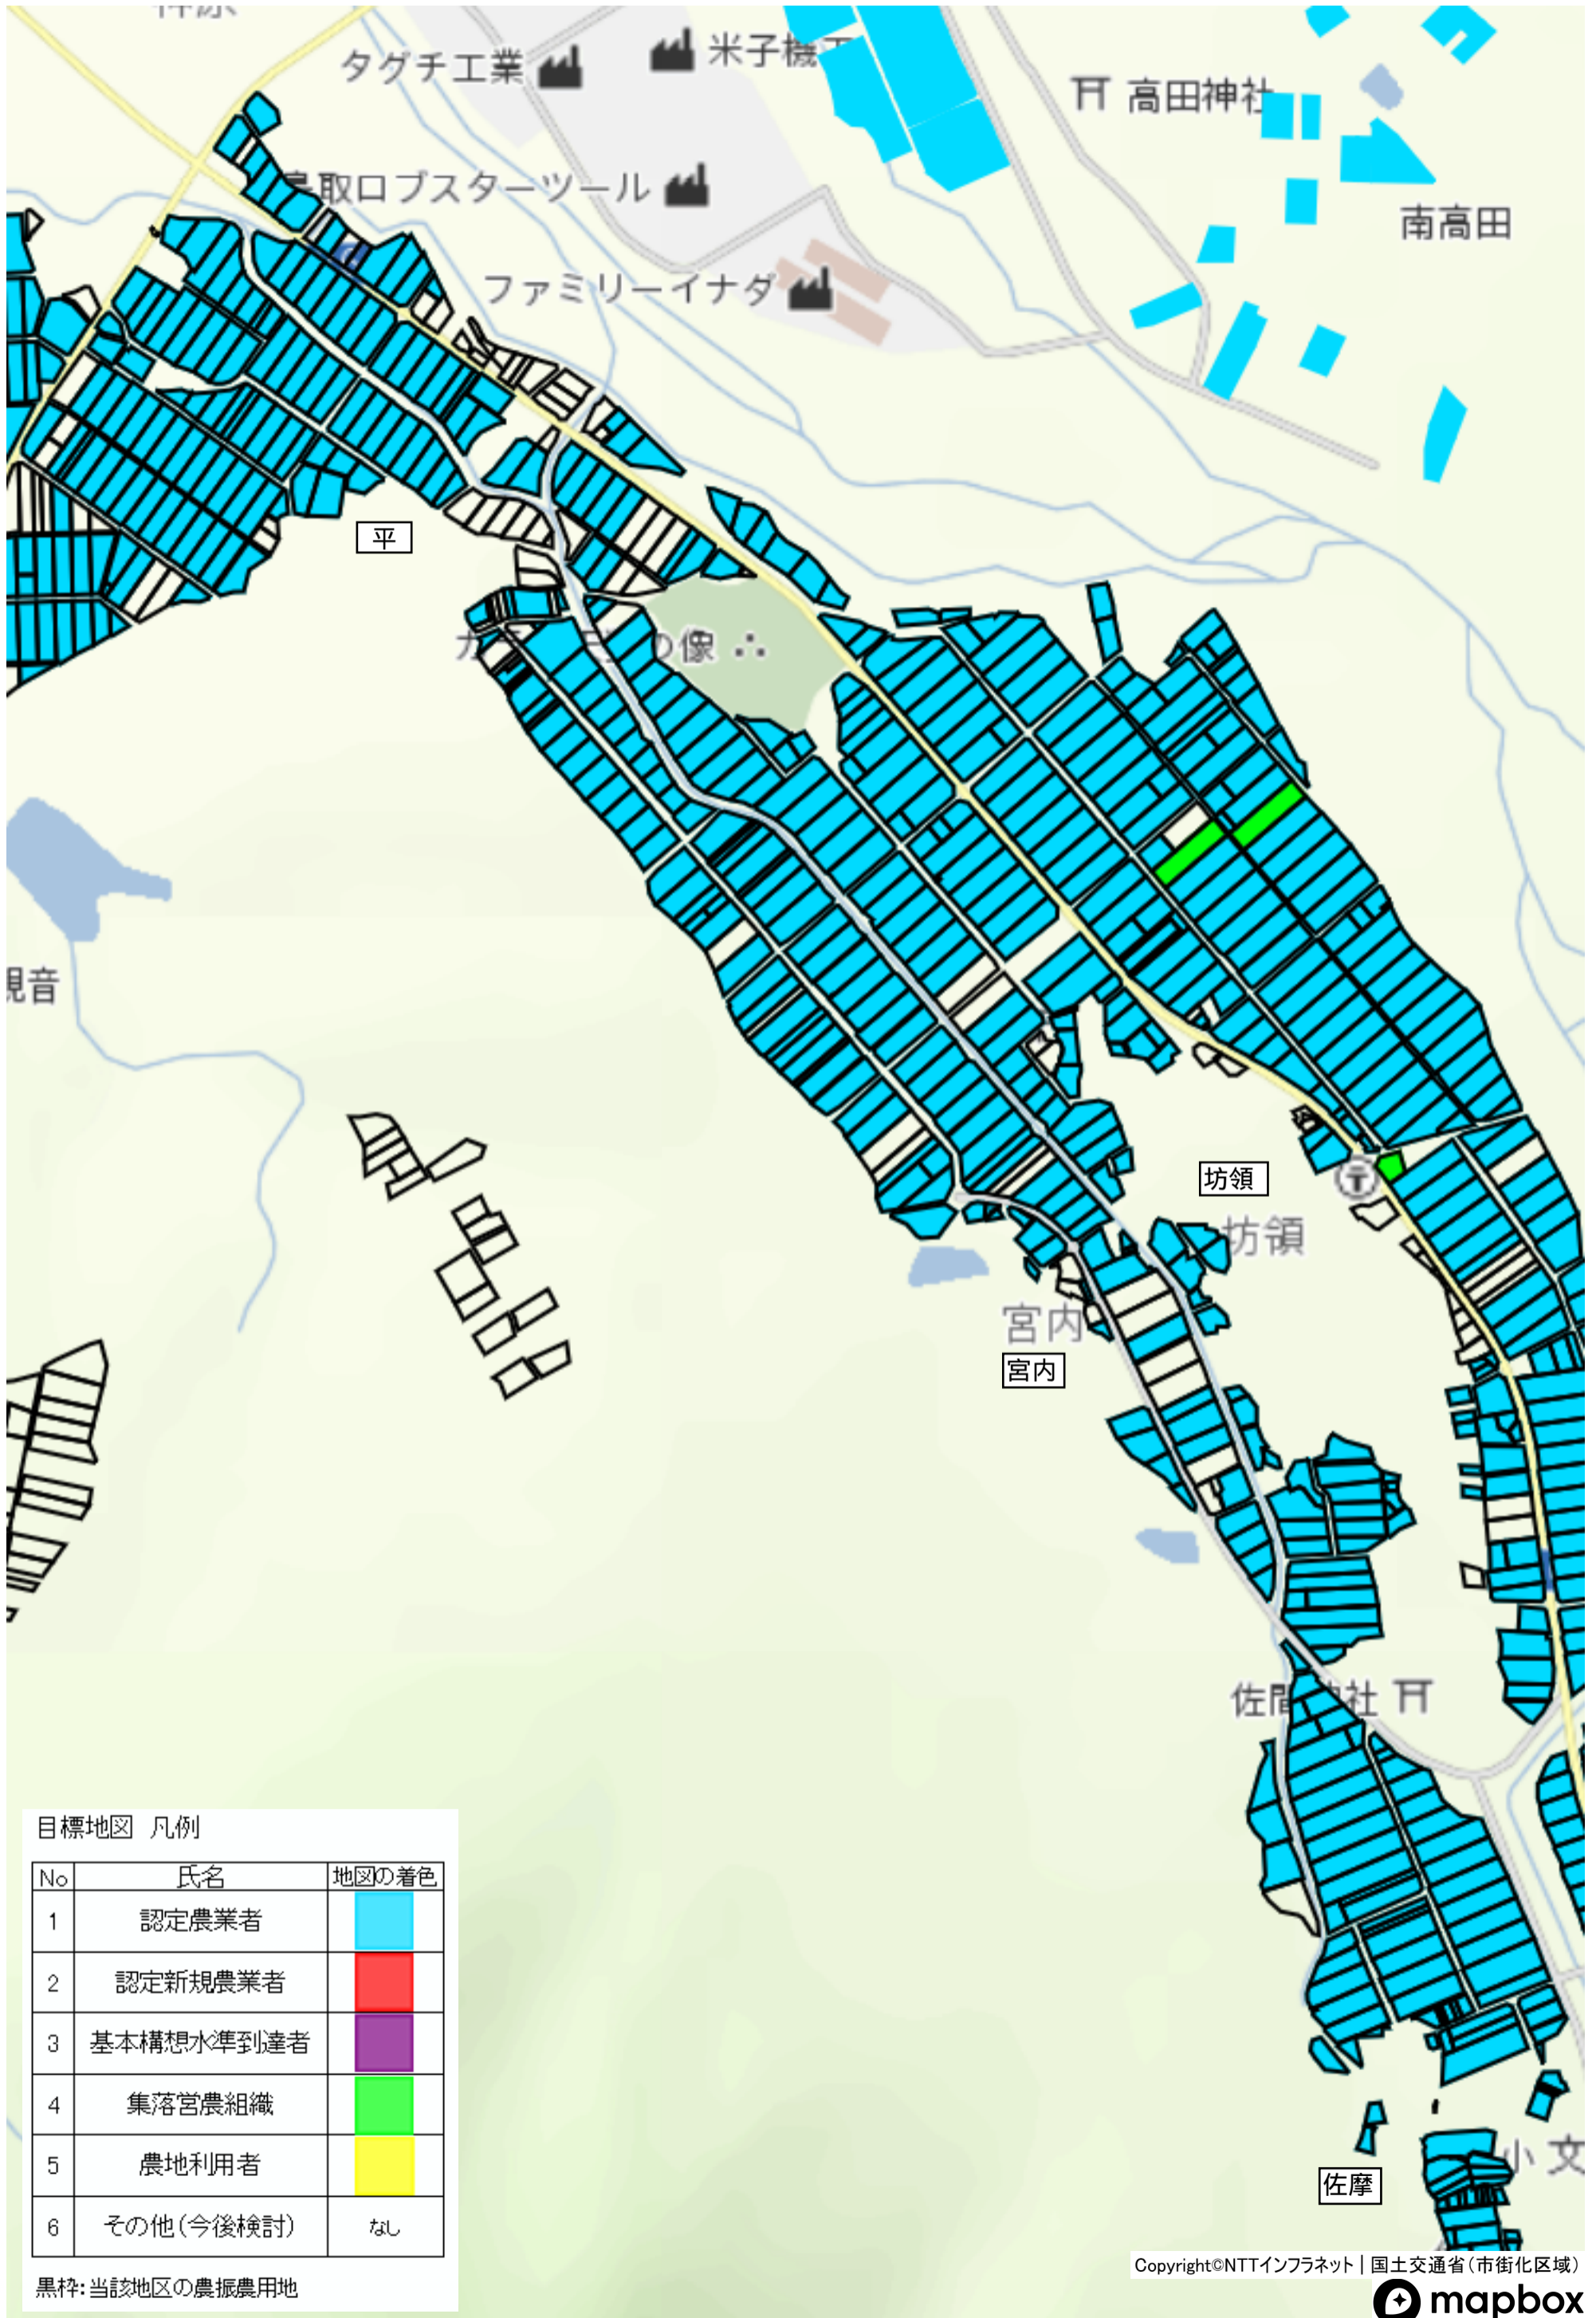 タグチ工業
米子機工
高田神社
取ロブスターツール
南高田
ファミリーイナダ
平
の像
観音
坊領
坊領
宮内
宮内
佐間神社
小文
佐摩
目標地図 凡例
No 氏名 地図の着色
1 認定農業者
2 認定新規農業者
3 基本構想水準到達者
4 集落営農組織
5 農地利用者
6 その他(今後検討) なし
黒枠:当該地区の農振農用地
Copyright©NTTインフラネット | 国土交通省(市街化区域)
mapbox